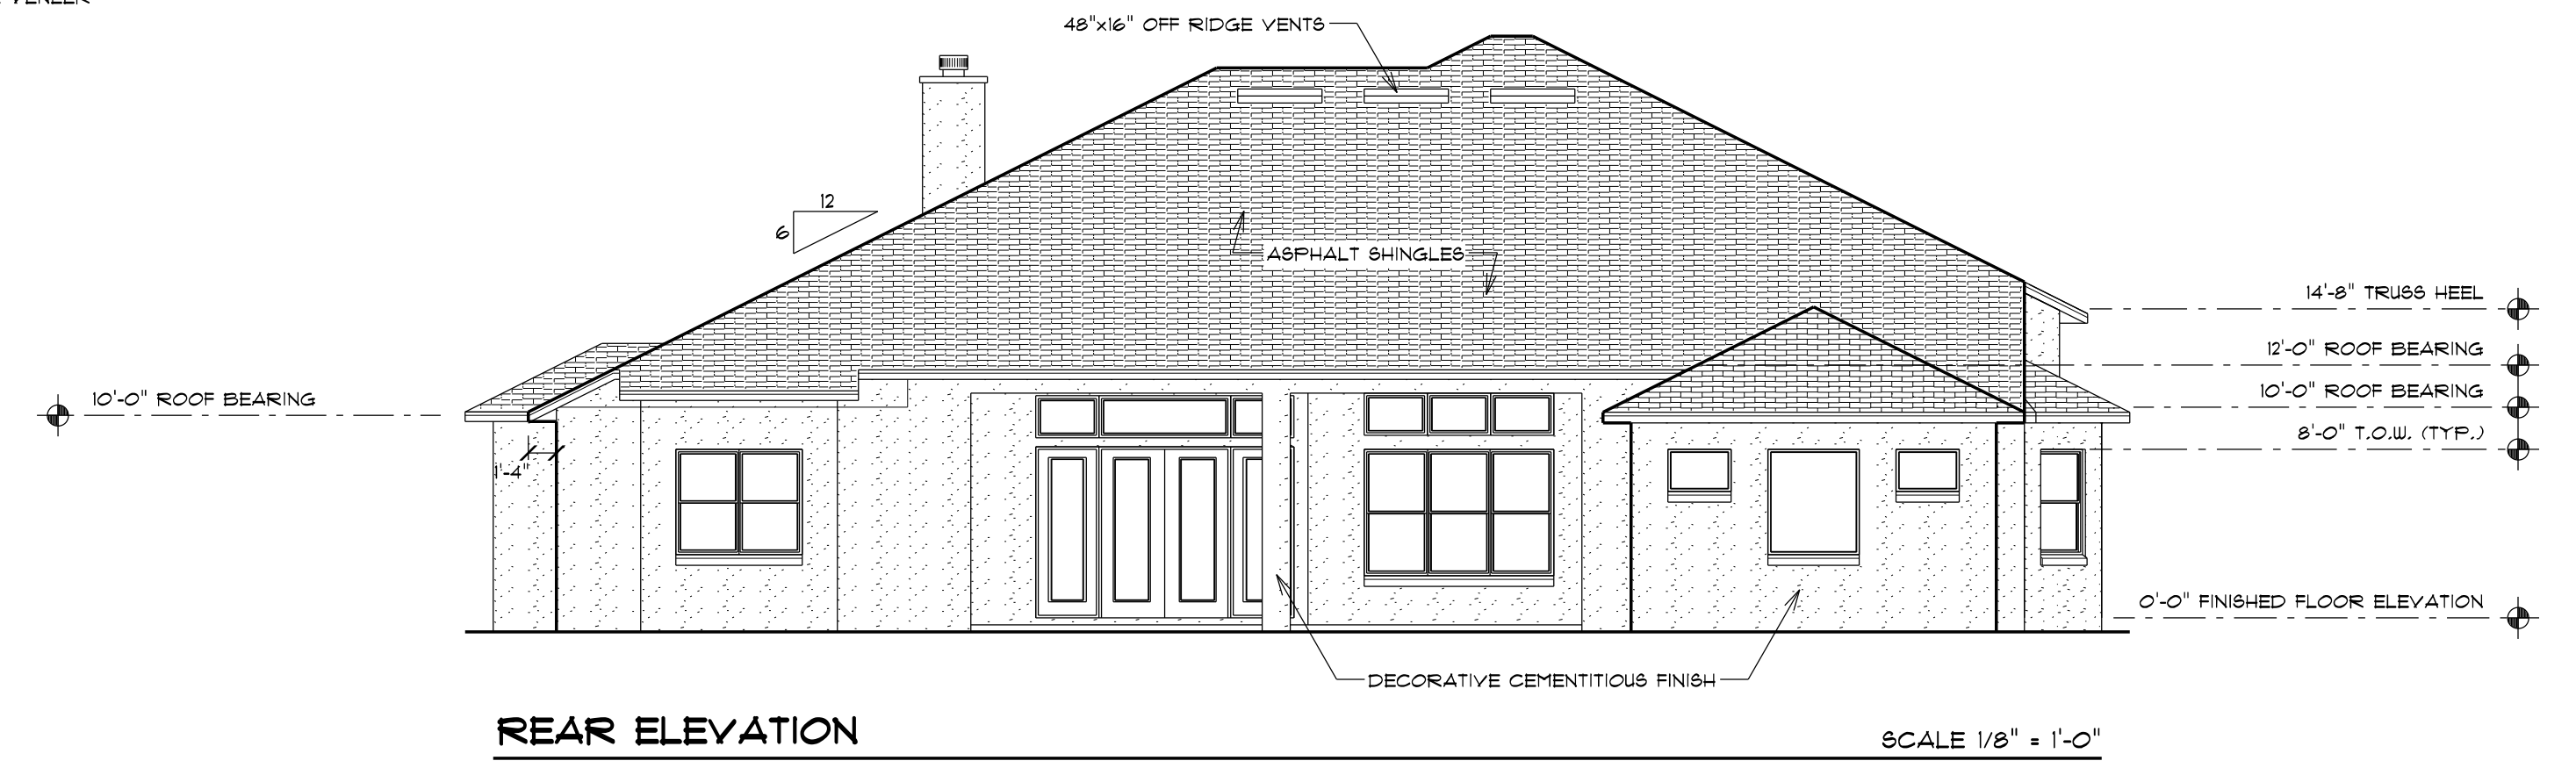 VENEER
48"x16" OFF RIDGE VENTS
12
6
ASPHALT SHINGLES
14'-8" TRUSS HEEL
12'-0" ROOF BEARING
10'-0" ROOF BEARING
10'-0" ROOF BEARING
8'-0" T.O.W. (TYP.)
1'-4"
0'-0" FINISHED FLOOR ELEVATION
DECORATIVE CEMENTITIOUS FINISH
REAR ELEVATION
SCALE 1/8" = 1'-0"